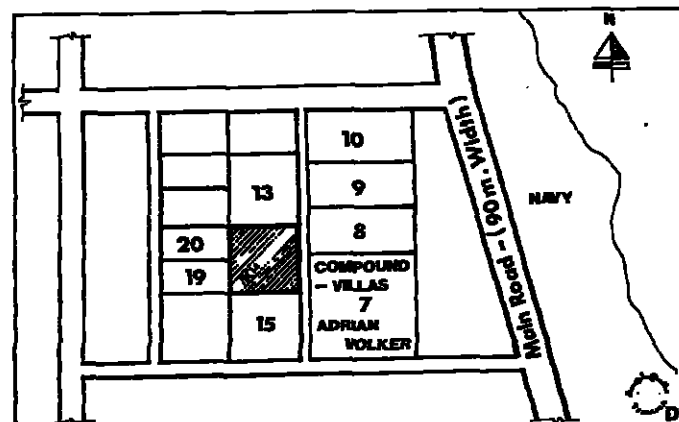 N
10
Main Road - (90 m. Width)
13
9
NAVY
20
8
19
COMPOUND
- VILLAS
7
15
ADRIAN
VOLKER
D